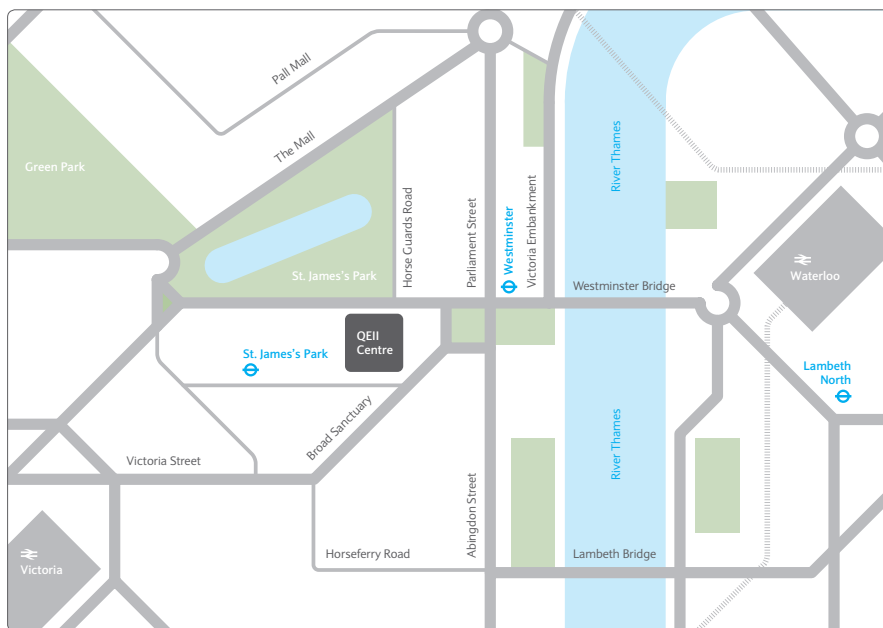 Pall Mall
The Mall
Green Park
River Thames
Horse Guards Road
Parliament Street
Westminster
Victoria Embankment
St. James's Park
Westminster Bridge
Waterloo
QEII
Centre
St. James's Park
Lambeth
North
Broad Sanctuary
River Thames
Victoria Street
Abingdon Street
Horseferry Road
Lambeth Bridge
Victoria